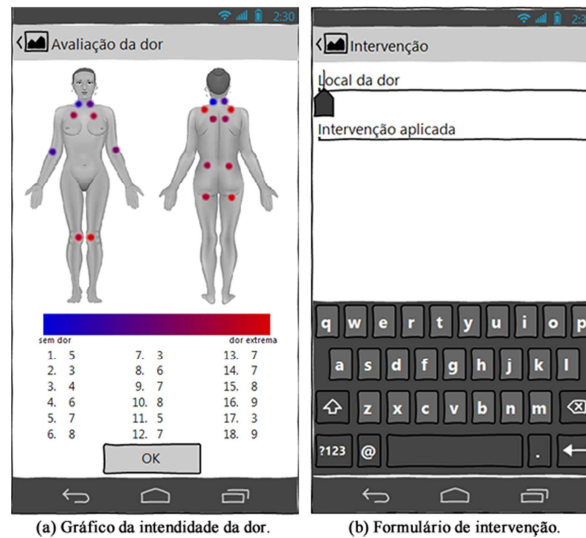 2:30
Avaliação da dor
sem dor dor extrema
1. 5 7. 3 13. 7
2. 3 8. 6 14. 7
3. 4 9. 7 15. 8
4. 6 10. 8 16. 9
5. 7 11. 5 17. 3
6. 8 12. 7 18. 9
OK
(a) Gráfico da intendidade da dor.
2:3
Intervenção
Local da dor
Intervenção aplicada
q w e r t y u i o p
a s d f g h j k l
z x c v b n m
?123 @ .
(b) Formulário de intervenção.